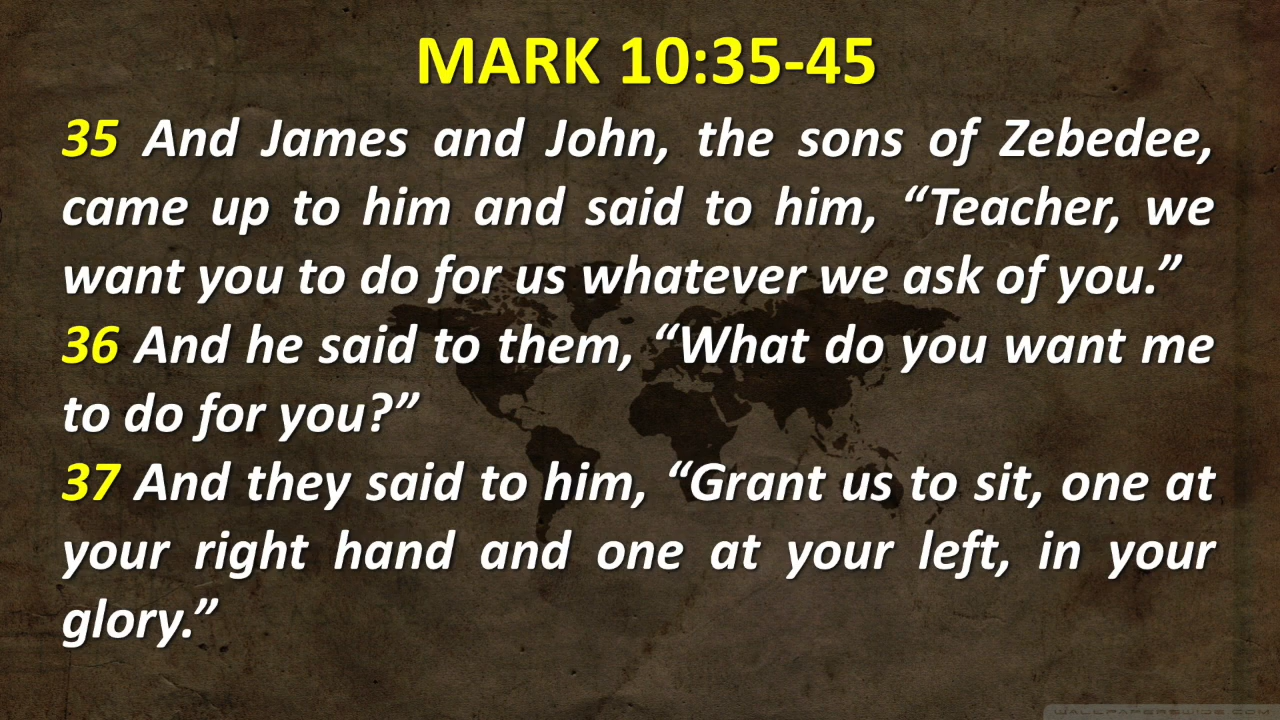 MARK 10:35-45
35 And James and John, the sons of Zebedee,
came up to him and said to him, “Teacher, we
want you to do for us whatever we ask of you.”
36 And he said to them, “What do you want me
to do for you?”
37 And they said to him, “Grant us to sit, one at
your right hand and one at your left, in your
glory.”
WALLPAPERSWIDE.COM